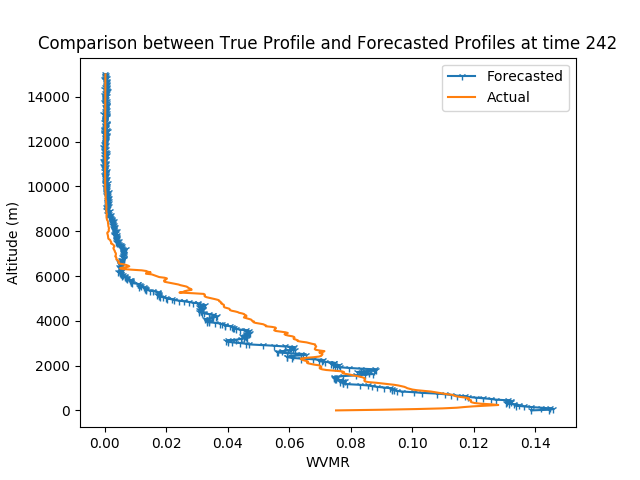 Comparison between True Profile and Forecasted Profiles at time 242
Forecasted
Actual
14000
12000
10000
8000
6000
4000
2000
0
Altitude (m)
0.00 0.02 0.04 0.06 0.08 0.10 0.12 0.14
WVMR